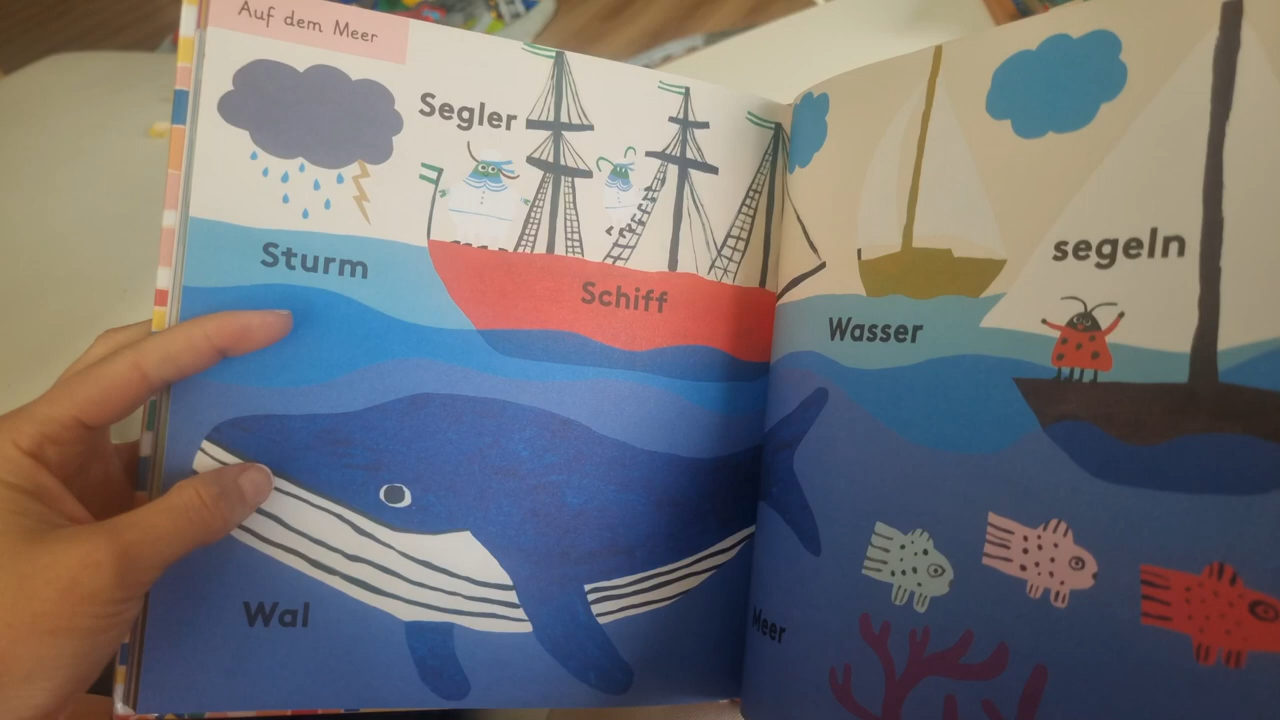 Auf dem Meer
Segler
Sturm
Schiff
Wal
segeln
Wasser
Meer